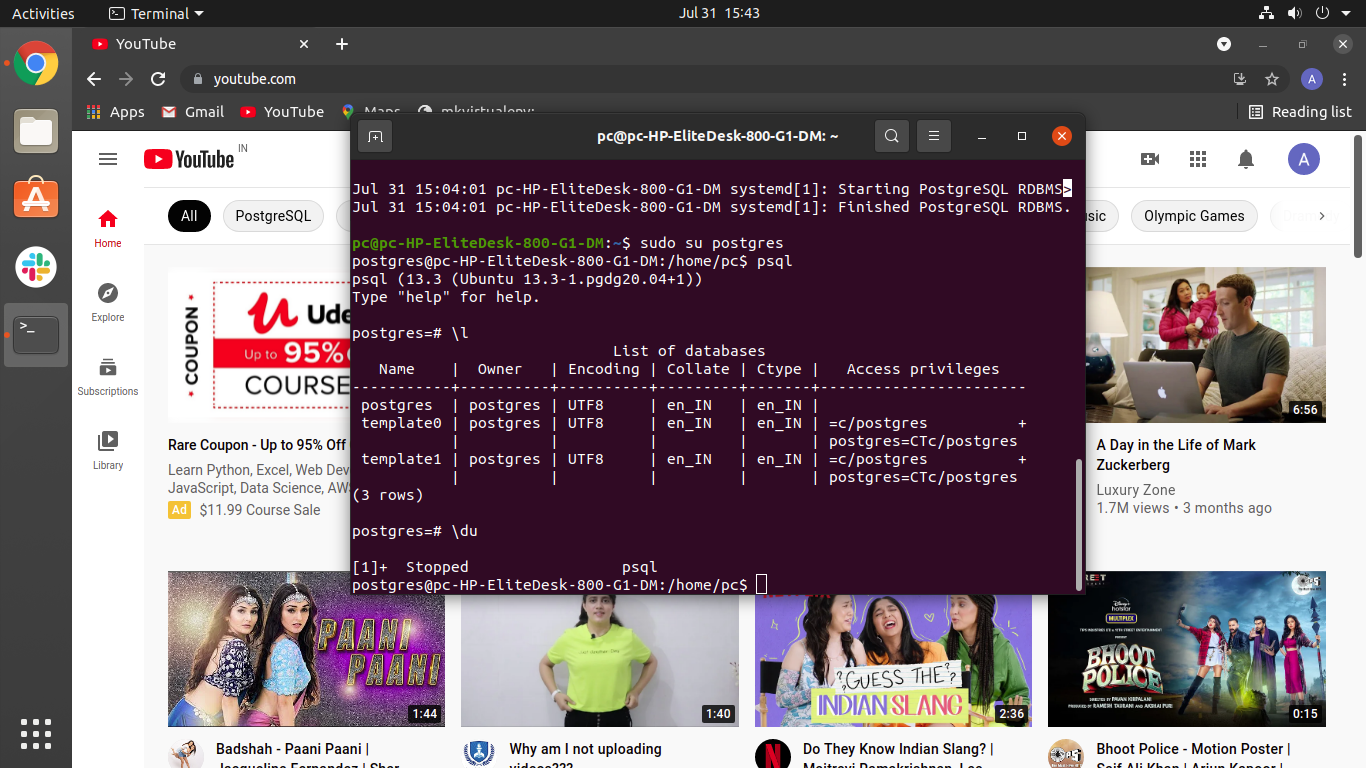 Activities
Terminal
Jul 31 15:43
YouTube
youtube.com
A
Apps
Gmail
YouTube
Maps
Reading list
pc@pc-HP-EliteDesk-800-G1-DM: ~
YouTube IN
A
Jul 31 15:04:01 pc-HP-EliteDesk-800-G1-DM systemd[1]: Starting PostgreSQL RDBMS>
Jul 31 15:04:01 pc-HP-EliteDesk-800-G1-DM systemd[1]: Finished PostgreSQL RDBMS.
pc@pc-HP-EliteDesk-800-G1-DM:~$ sudo su postgres
postgres@pc-HP-EliteDesk-800-G1-DM:/home/pc$ psql
psql (13.3 (Ubuntu 13.3-1.pgdg20.04+1))
Type "help" for help.
postgres=# \l
List of databases
Name | Owner | Encoding | Collate | Ctype | Access privileges
-----------+----------+----------+---------+-------+-----------------------
postgres | postgres | UTF8 | en_IN | en_IN |
template0 | postgres | UTF8 | en_IN | en_IN | =c/postgres +
| | | | | postgres=CTc/postgres
template1 | postgres | UTF8 | en_IN | en_IN | =c/postgres +
| | | | | postgres=CTc/postgres
(3 rows)
postgres=# \du
[1]+ Stopped psql
postgres@pc-HP-EliteDesk-800-G1-DM:/home/pc$
All
PostgreSQL
Olympic Games
Home
Explore
Subscriptions
Library
COUPON
Up to 95%
COURSE
Rare Coupon - Up to 95% Off
Learn Python, Excel, Web Dev
JavaScript, Data Science, AWS
Ad $11.99 Course Sale
6:56
A Day in the Life of Mark
Zuckerberg
Luxury Zone
1.7M views • 3 months ago
PAANI
PAANI
1:44
1:40
?GUESS THE?
INDIAN SLANG
2:36
Disney+
hotstar
MULTIPLEX
BHOOT
POLICE
TIPS
0:15
Badshah - Paani Paani |
Jacqueline Fernandez |
Why am I not uploading
videos???
Do They Know Indian Slang? |
Maitreyi Ramakrishnan,
Bhoot Police - Motion Poster |
Saif Ali Khan | Arjun Kapoor |